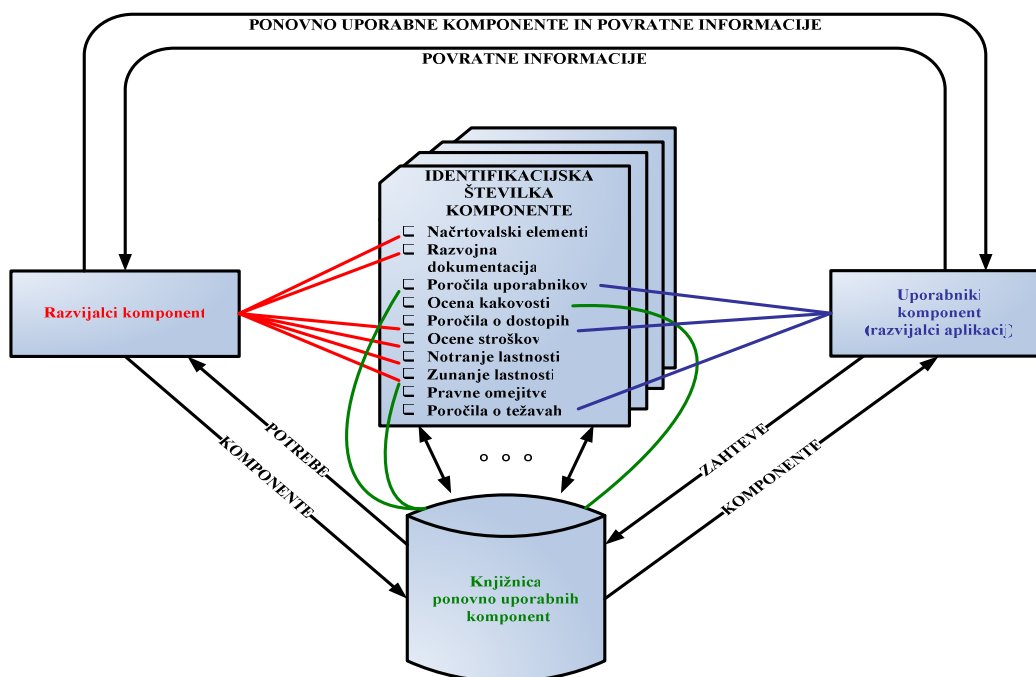 PONOVNO UPORABNE KOMPONENTE IN POVRATNE INFORMACIJE
POVRATNE INFORMACIJE
IDENTIFIKACIJSKA
ŠTEVILKA
KOMPONENTE
Načrtovalski elementi
Razvojna
dokumentacija
Poročila uporabnikov
Ocena kakovosti
Poročila o dostopih
Ocene stroškov
Notranje lastnosti
Zunanje lastnosti
Pravne omejitve
Poročila o težavah
Razvijalci komponent
Uporabniki
komponent
(razvijalci aplikacij)
POTREBE
KOMPONENTE
ZAHTEVE
KOMPONENTE
Knjižnica
ponovno uporabnih
komponent